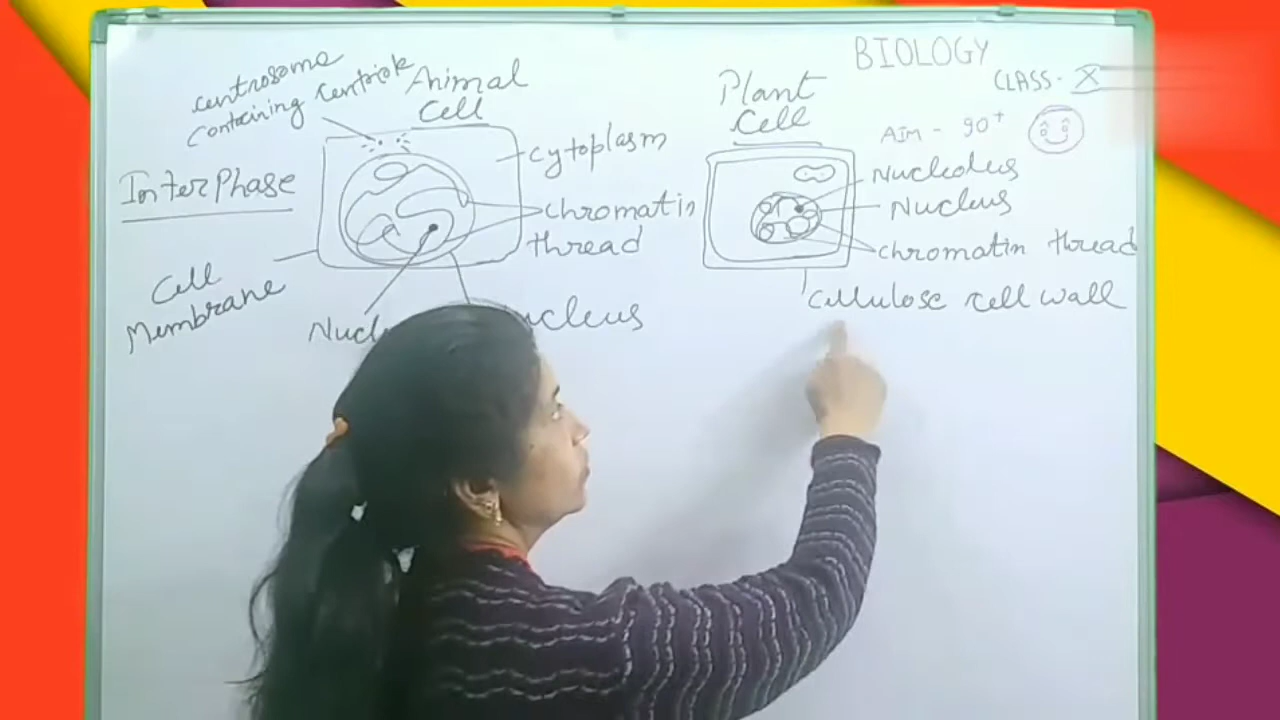 BIOLOGY
CLASS - X
AIM - 90+
centrosome
containing centriole
Animal
Cell
Plant
Cell
InterPhase
cytoplasm
chromatin
thread
Cell
Membrane
Nucleolus
Nucleus
chromatin thread
Cellulose cell wall